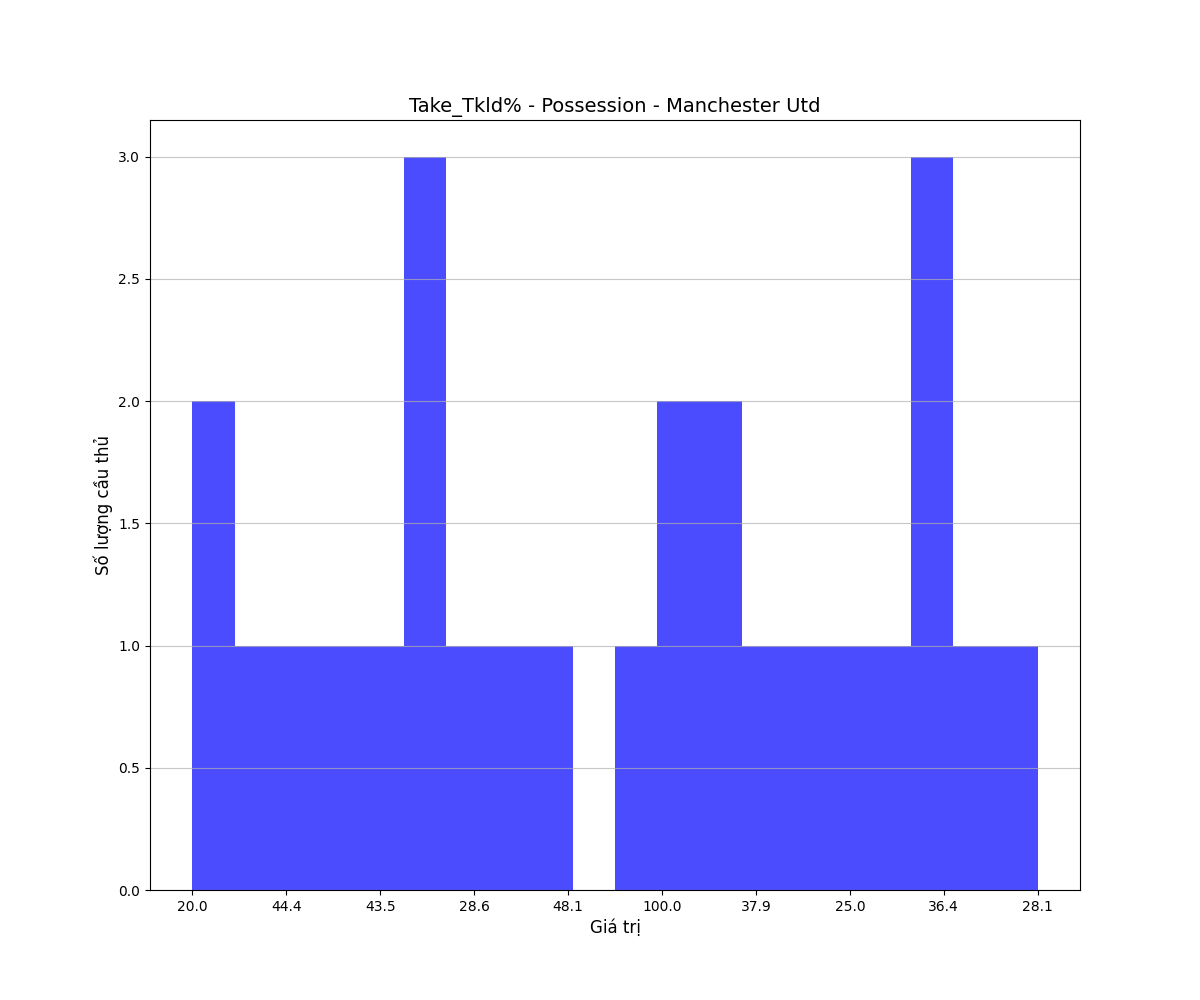 Take_Tkld% - Possession - Manchester Utd
3.0
2.5
2.0
1.5
1.0
0.5
0.0
Số lượng cầu thủ
20.0 44.4 43.5 28.6 48.1 100.0 37.9 25.0 36.4 28.1
Giá trị